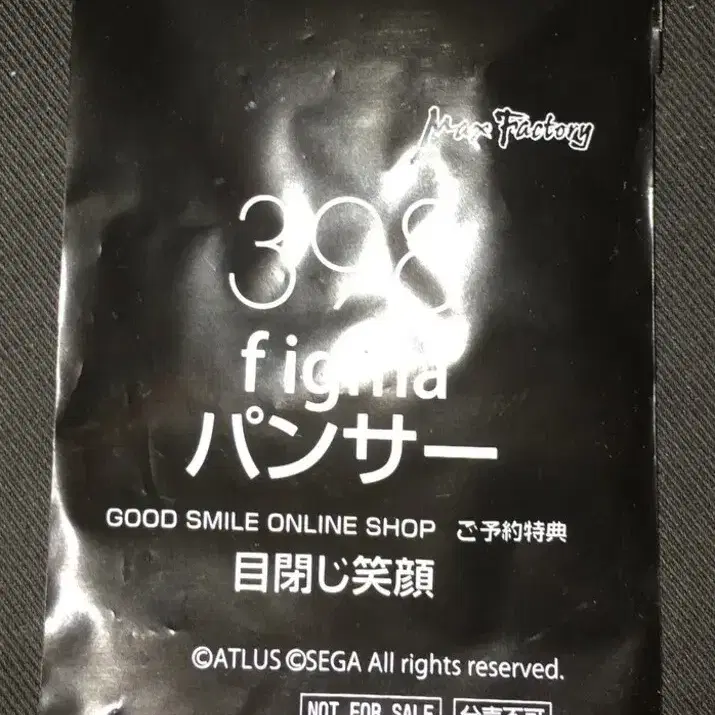 Max Factory
398
figma
パンサー
GOOD SMILE ONLINE SHOP ご予約特典
目閉じ笑顔
©ATLUS ©SEGA All rights reserved.
NOT FOR SALE